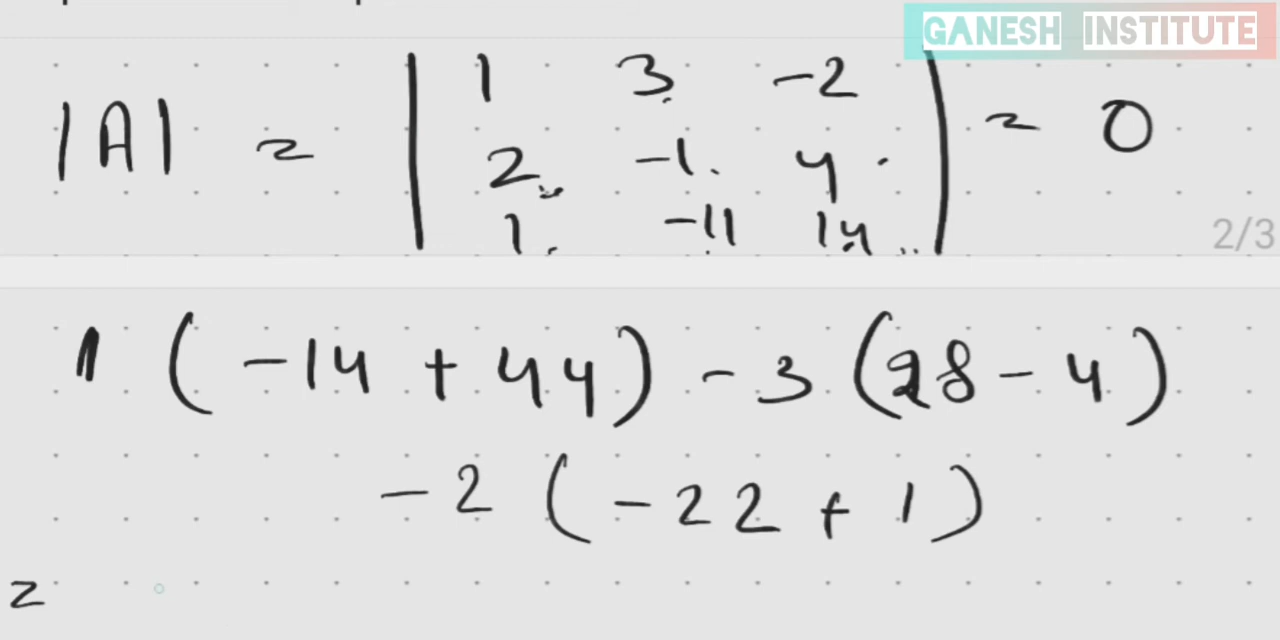 GANESH INSTITUTE
|A| = | 1 3 -2 | = 0
2 -1 4
1 -11 14
2/3
1 ( -14 + 44 ) - 3 ( 28 - 4 )
- 2 ( - 22 + 1 )
=